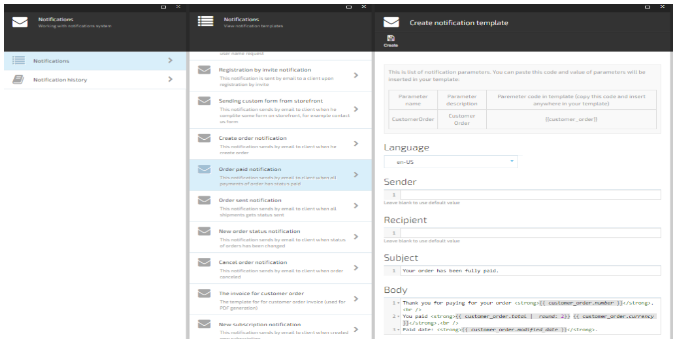 Notifications
Working with notifications system
Notifications
Notification History
Notifications
View notification templates
user name request
Registration by invite notification
This notification is sent by email to a client upon
registration by invite
Sending custom form from storefront
This notification sends by email to client when he
complite some form on storefront, for example contact
us form
Create order notification
This notification sends by email to client when he
create order
Order paid notification
This notification sends by email to client when all
payments of order has status paid
Order sent notification
This notification sends by email to client when all
shipments gets status sent
New order status notification
This notification sends by email to client when status
of orders has been changed
Cancel order notification
This notification sends by email to client when order
canceled
The invoice for customer order
The template for for customer order invoice (used for
PDF generation)
New subscription notification
This notification sends by email to client when created
Create notification template
Create
This is list of notification parameters. You can paste this code and value of parameters will be
inserted in your template:
Parameter name
Parameter description
Parameter code in template (copy this code and insert anywhere in your template)
CustomerOrder
Customer Order
Language
en-US
Sender
1
Leave blank to use default value
Recipient
1
Leave blank to use default value
Subject
1 Your order has been fully paid.
Body
1 Thank you for paying for your order <strong>{{ customer_order.number }}</strong>.
<br />
2 You paid <strong>{{ customer_order.total | round: 2}} {{ customer_order.currency
}}</strong>.<br />
3 Paid date: <strong>{{ customer_order.modified_date }}</strong>.